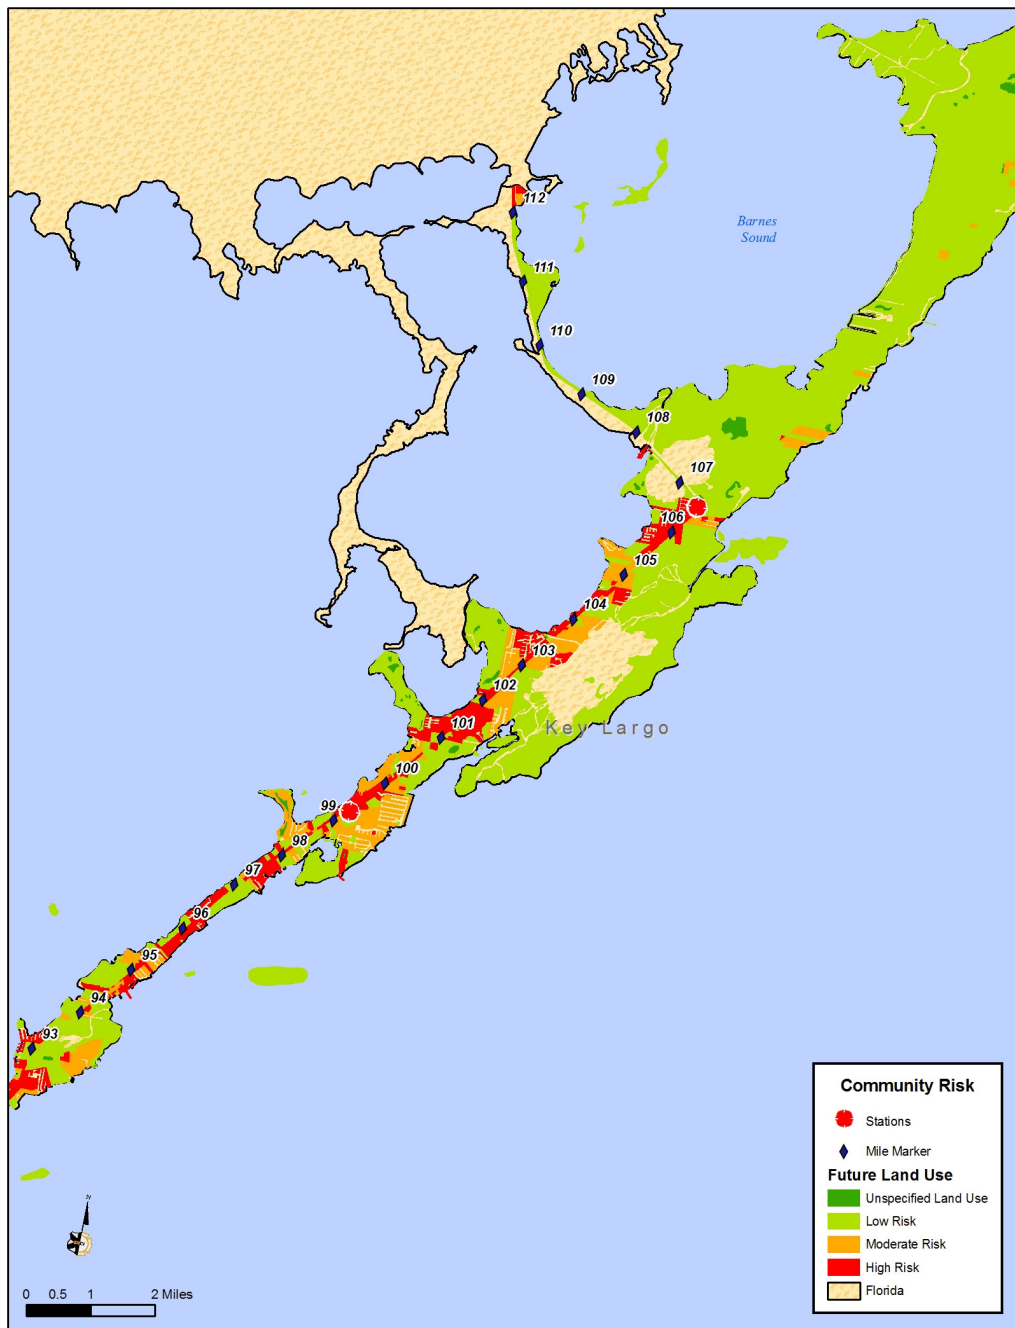 112
Barnes
Sound
111
110
109
108
107
106
105
104
103
102
101
Key Largo
100
99
98
97
96
95
94
93
Community Risk
Stations
Mile Marker
Future Land Use
Unspecified Land Use
Low Risk
Moderate Risk
High Risk
Florida
0 0.5 1 2 Miles